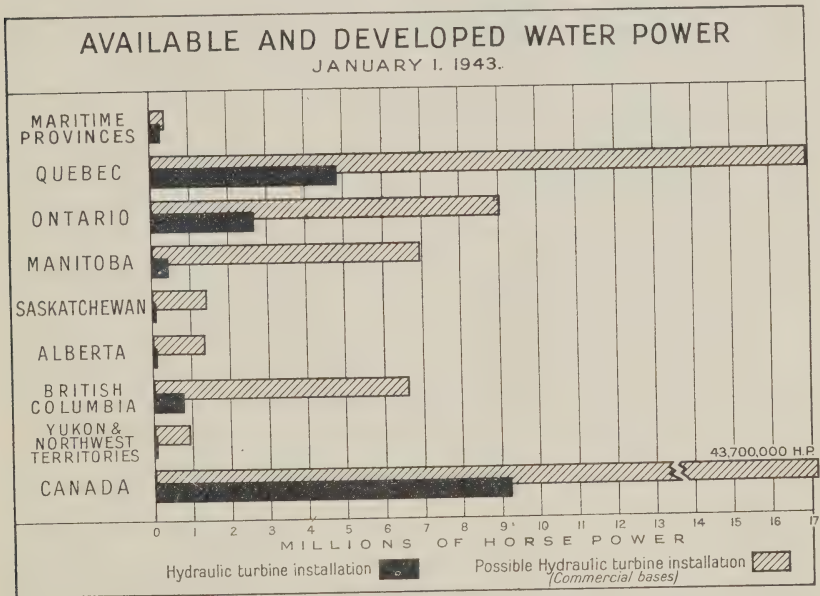 AVAILABLE AND DEVELOPED WATER POWER
JANUARY 1. 1943.
MARITIME
PROVINCES
QUEBEC
ONTARIO
MANITOBA
SASKATCHEWAN
ALBERTA
BRITISH
COLUMBIA
YUKON &
NORTHWEST
TERRITORIES
43,700,000 H.P.
CANADA
0 1 2 3 4 5 6 7 8 9 10 11 12 13 14 15 16 17
MILLIONS OF HORSE POWER
Hydraulic turbine installation
Possible Hydraulic turbine installation
(Commercial bases)